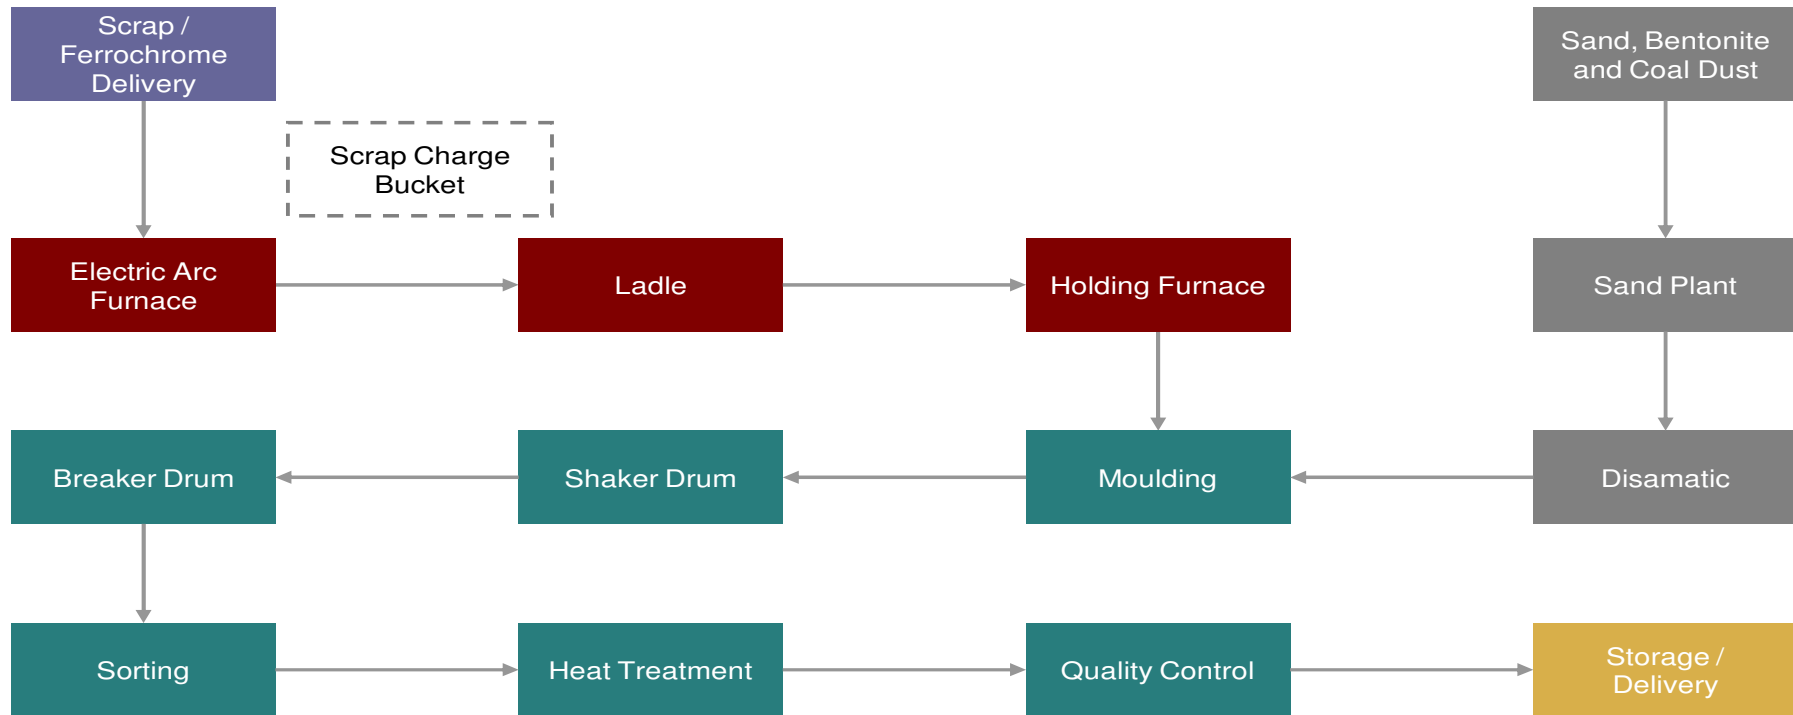 Scrap /
Ferrochrome
Delivery
Sand, Bentonite
and Coal Dust
Scrap Charge
Bucket
Electric Arc
Furnace
Ladle
Holding Furnace
Sand Plant
Breaker Drum
Shaker Drum
Moulding
Disamatic
Sorting
Heat Treatment
Quality Control
Storage /
Delivery